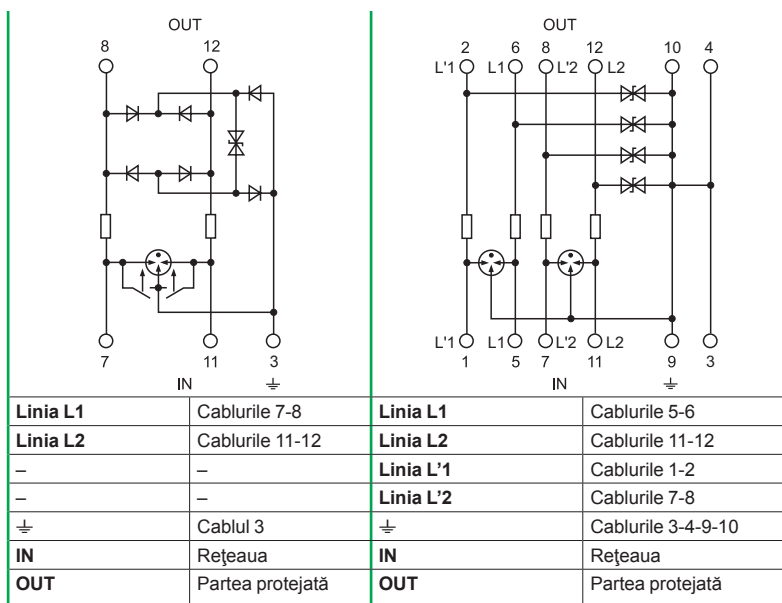 OUT
8 12
7 11 3
IN ⏚
OUT
2 6 8 12 10 4
L'1 L1 L'2 L2
L'1 L1 L'2 L2
1 5 7 11 9 3
IN ⏚
Linia L1 Cablurile 7-8 Linia L1 Cablurile 5-6
Linia L2 Cablurile 11-12 Linia L2 Cablurile 11-12
– – Linia L’1 Cablurile 1-2
– – Linia L’2 Cablurile 7-8
⏚ Cablul 3 ⏚ Cablurile 3-4-9-10
IN Reţeaua IN Reţeaua
OUT Partea protejată OUT Partea protejată